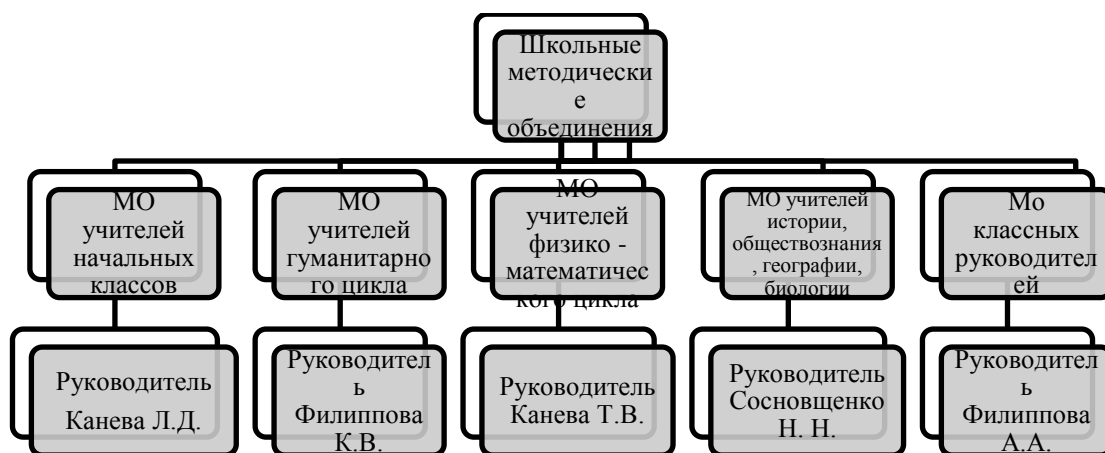 Школьные
методически
е
объединения
МО
учителей
начальных
классов
МО
учителей
гуманитарно
го цикла
МО
учителей
физико -
математичес
кого цикла
МО учителей
истории,
обществознания
, географии,
биологии
Мо
классных
руководител
ей
Руководитель
Канева Л.Д.
Руководител
ь
Филиппова
К.В.
Руководитель
Канева Т.В.
Руководитель
Сосновщенко
Н. Н.
Руководител
ь
Филиппова
А.А.